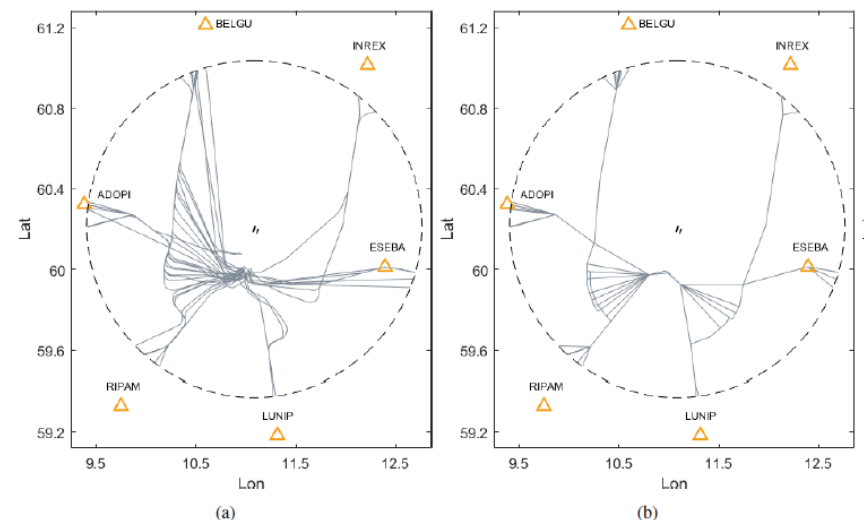 61.2
BELGU
INREX
60.8
60.4
ADOPI
Lat
ESEBA
60
59.6
RIPAM
LUNIP
59.2
9.5 10.5 11.5 12.5
Lon
(a)
61.2
BELGU
INREX
60.8
60.4
ADOPI
Lat
ESEBA
60
59.6
RIPAM
LUNIP
59.2
9.5 10.5 11.5 12.5
Lon
(b)